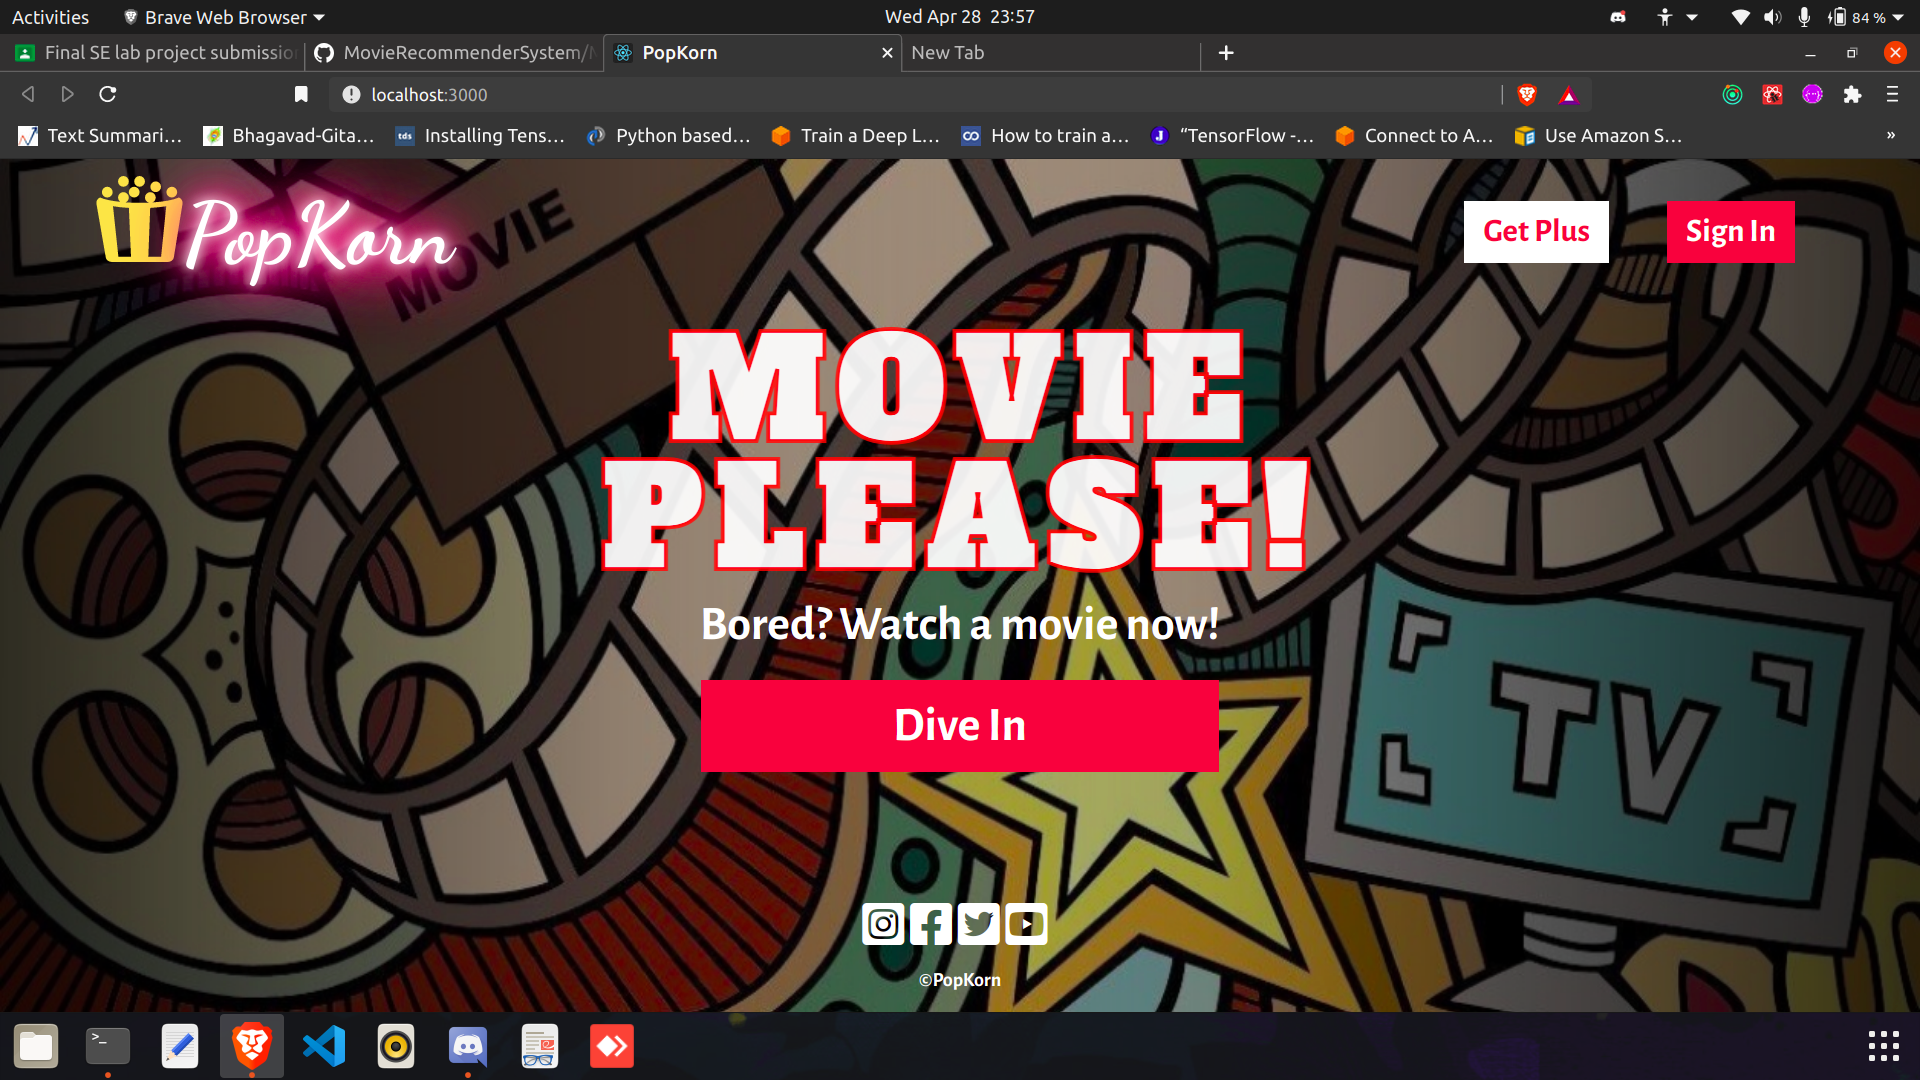 Activities
Brave Web Browser
Wed Apr 28 23:57
84 %
Final SE lab project submissio
MovieRecommenderSystem/
PopKorn
New Tab
localhost:3000
Text Summari…
Bhagavad-Gita…
tds
Installing Tens…
Python based…
Train a Deep L…
How to train a…
J
“TensorFlow -…
Connect to A…
Use Amazon S…
»
PopKorn
MOVIE
Get Plus
Sign In
MOVIE
PLEASE!
Bored? Watch a movie now!
Dive In
TV
©PopKorn
>_